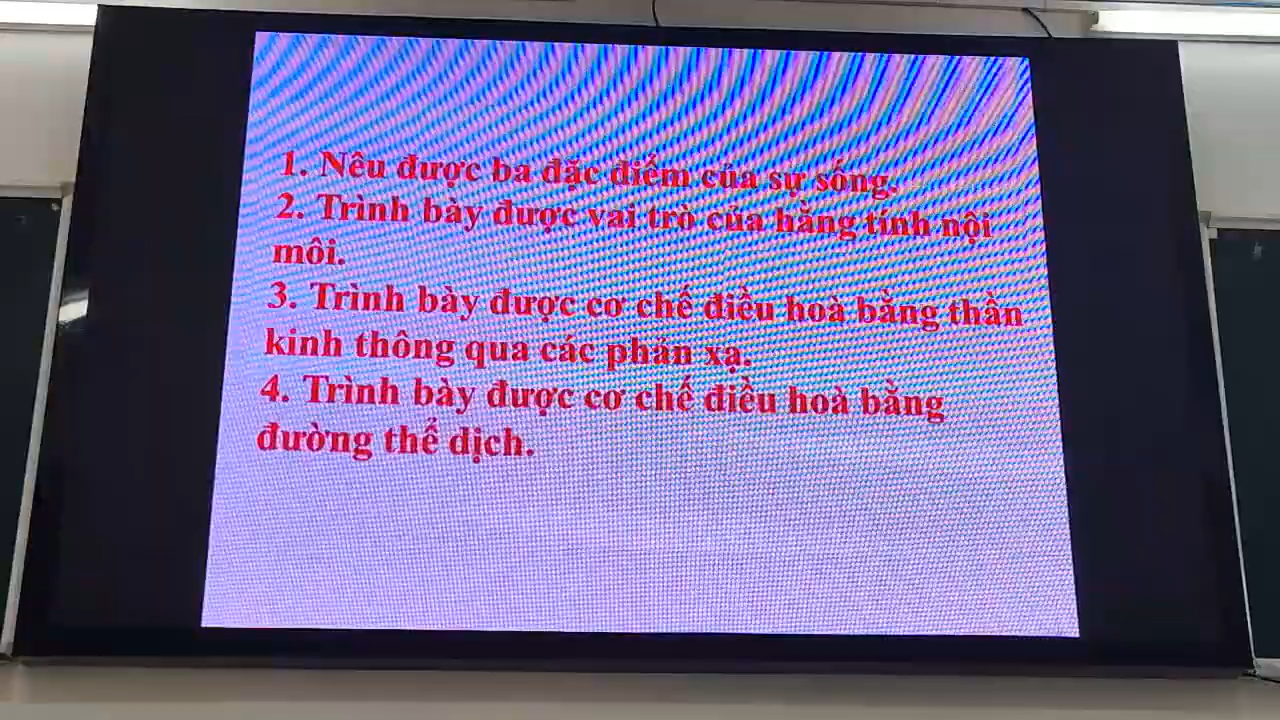 1. Nêu được ba đặc điểm của sự sống.
2. Trình bày được vai trò của hằng tính nội
môi.
3. Trình bày được cơ chế điều hoà bằng thần
kinh thông qua các phản xạ.
4. Trình bày được cơ chế điều hoà bằng
đường thể dịch.